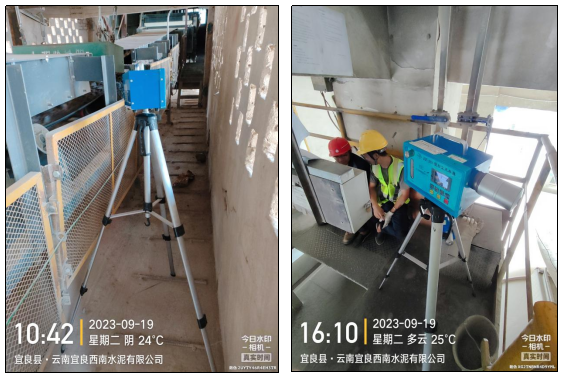 10:42
2023-09-19
星期二 阴 24℃
宜良县·云南宜良西南水泥有限公司
今日水印
相机
真实时间
16:10
2023-09-19
星期二 多云 25℃
宜良县·云南宜良西南水泥有限公司
今日水印
相机
真实时间